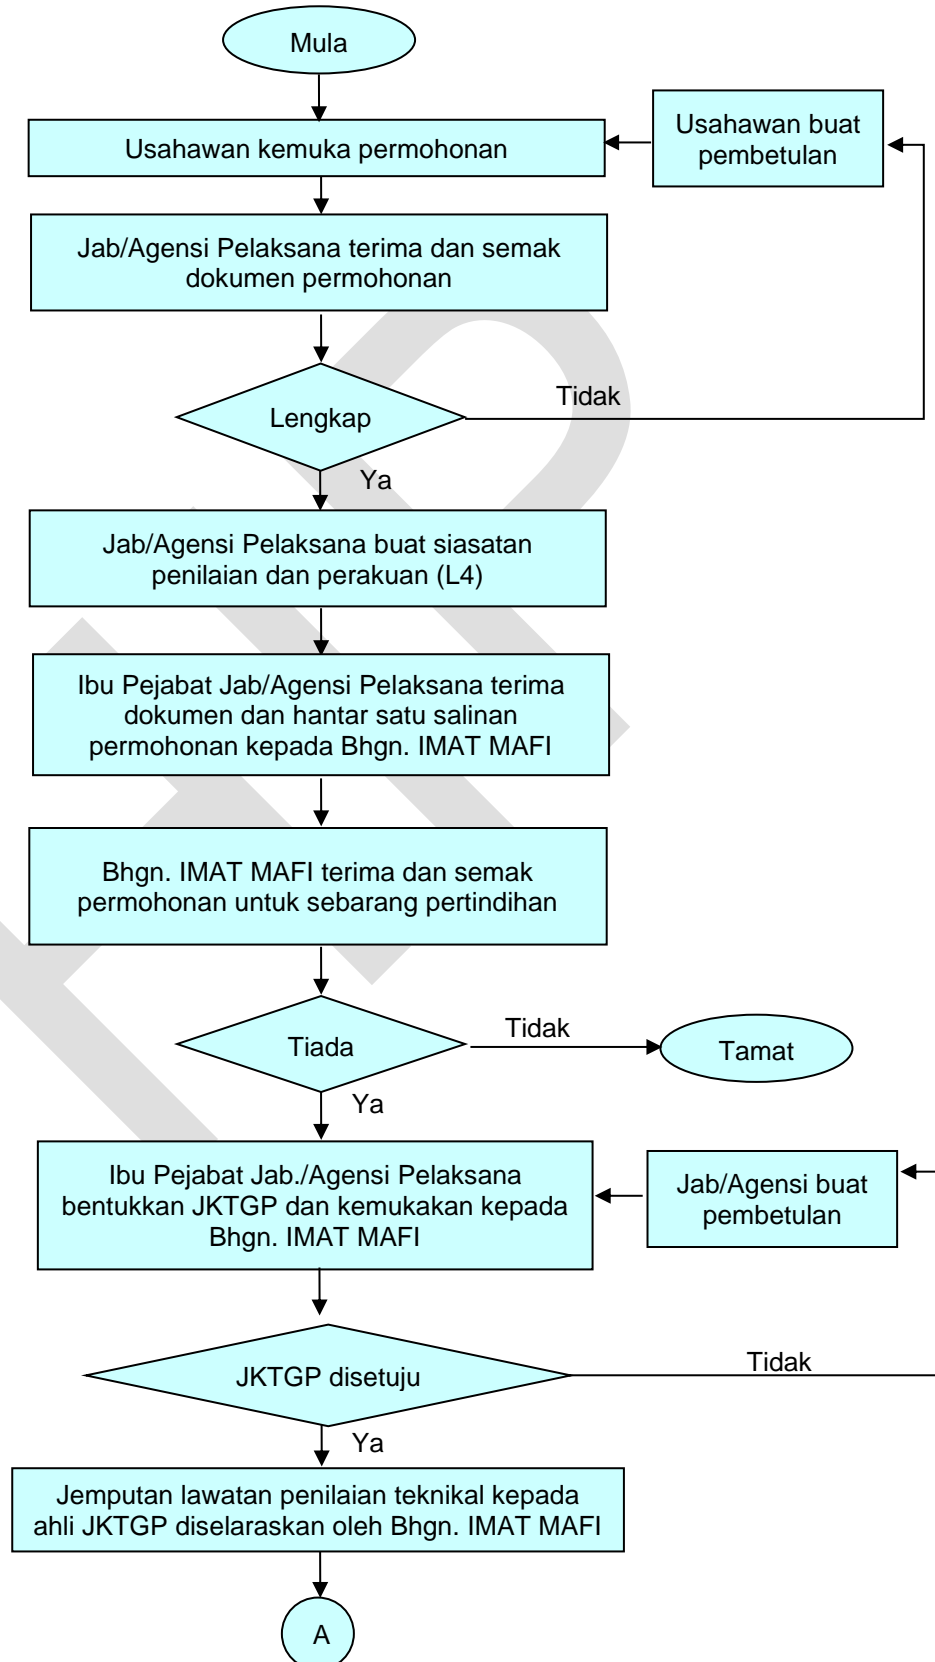 Mula
Usahawan kemuka permohonan
Usahawan buat
pembetulan
Jab/Agensi Pelaksana terima dan semak
dokumen permohonan
Lengkap
Tidak
Ya
Jab/Agensi Pelaksana buat siasatan
penilaian dan perakuan (L4)
Ibu Pejabat Jab/Agensi Pelaksana terima
dokumen dan hantar satu salinan
permohonan kepada Bhgn. IMAT MAFI
Bhgn. IMAT MAFI terima dan semak
permohonan untuk sebarang pertindihan
Tiada
Tidak
Tamat
Ya
Ibu Pejabat Jab./Agensi Pelaksana
bentukkan JKTGP dan kemukakan kepada
Bhgn. IMAT MAFI
Jab/Agensi buat
pembetulan
JKTGP disetuju
Tidak
Ya
Jemputan lawatan penilaian teknikal kepada
ahli JKTGP diselaraskan oleh Bhgn. IMAT MAFI
A